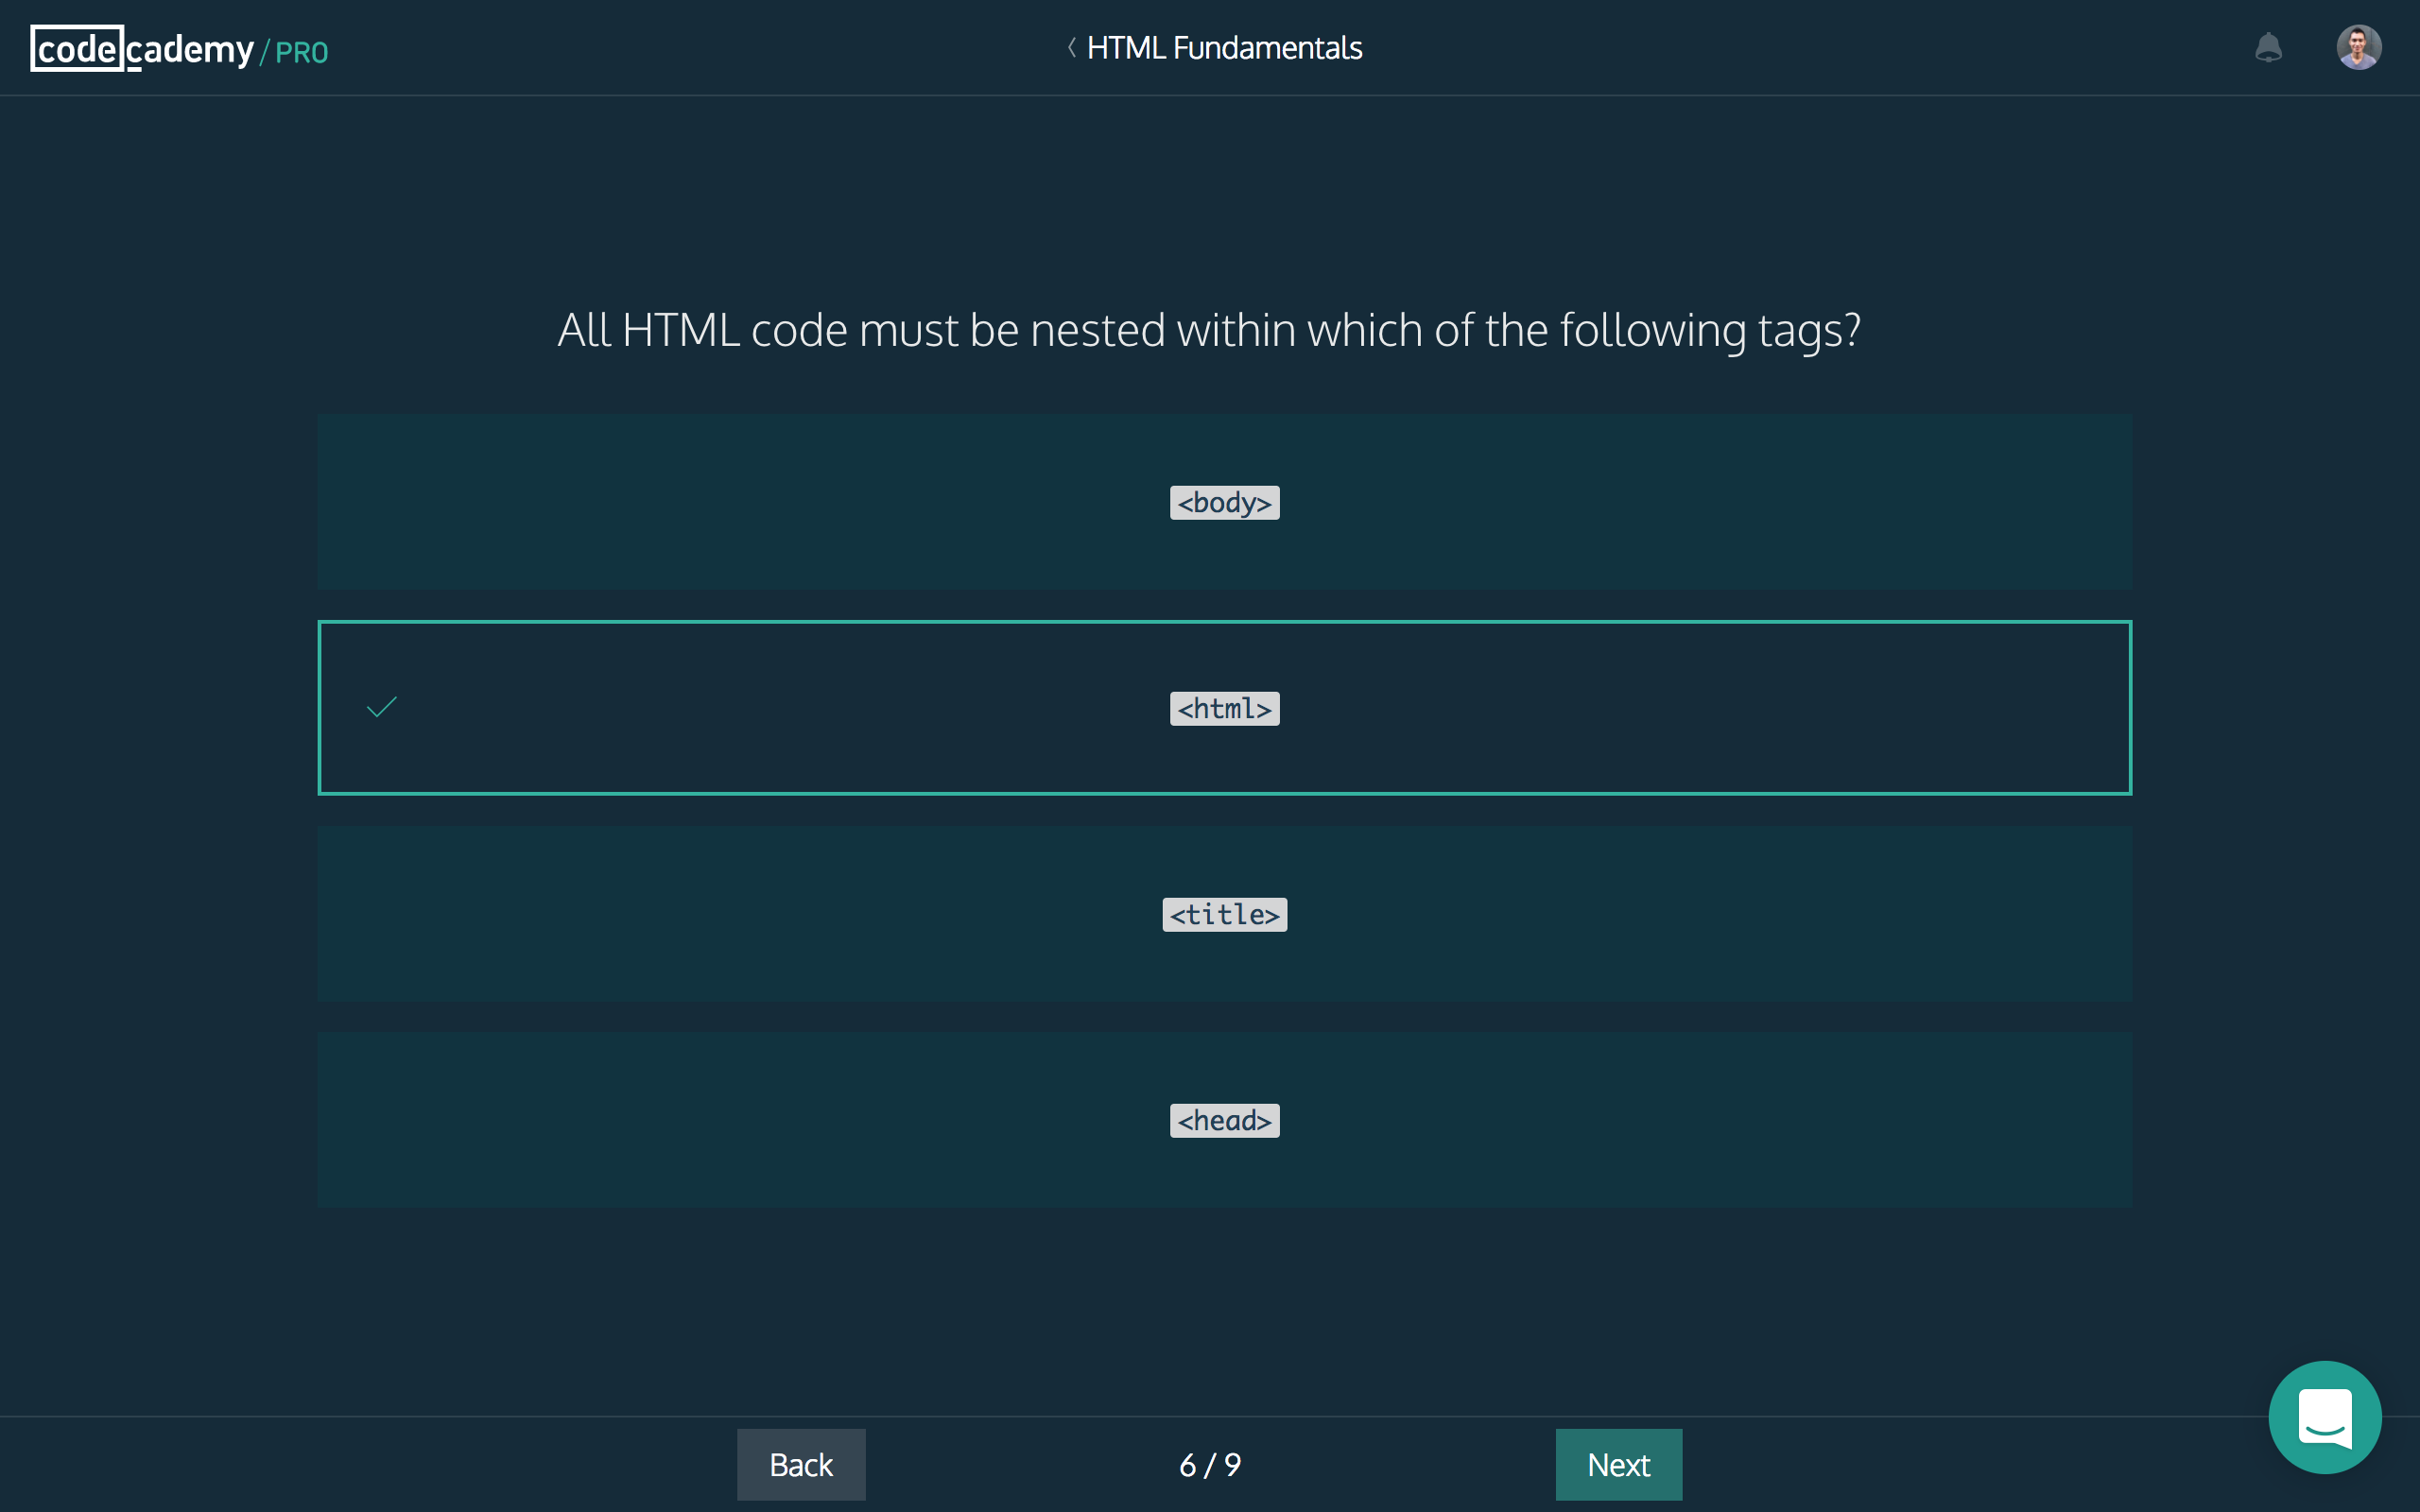 codecademy/PRO
HTML Fundamentals
All HTML code must be nested within which of the following tags?
<body>
<html>
<title>
<head>
Back
6 / 9
Next